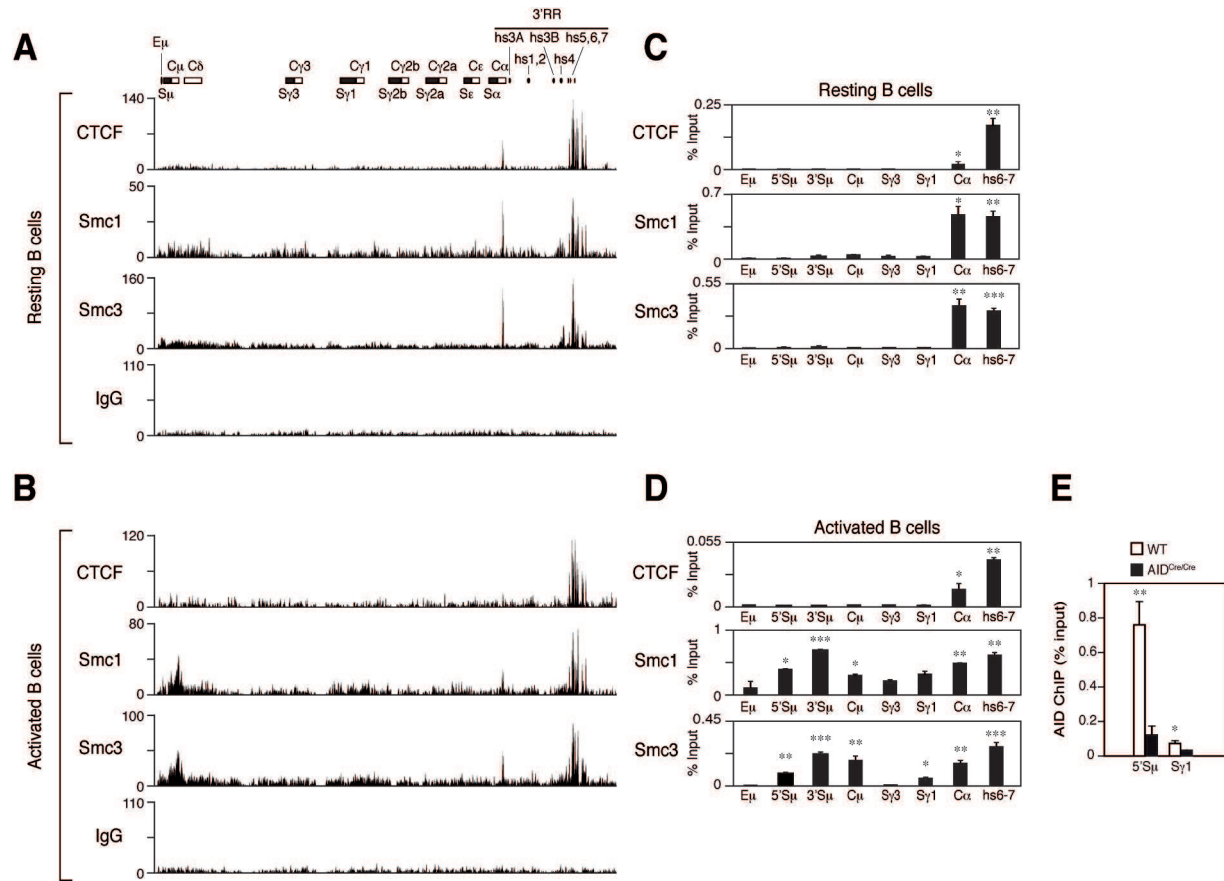 A
3'RR
hs3A hs3B hs5,6,7
Eμ
hs1,2 hs4
Cμ Cδ Cγ3 Cγ1 Cγ2b Cγ2a Cε Cα
Sμ Sγ3 Sγ1 Sγ2b Sγ2a Sε Sα
Resting B cells
140
CTCF
0
50
Smc1
0
160
Smc3
0
110
IgG
0
B
Activated B cells
120
CTCF
0
80
Smc1
0
100
Smc3
0
110
IgG
0
C
Resting B cells
CTCF
% Input
0.25
0
* **
Eμ 5'Sμ 3'Sμ Cμ Sγ3 Sγ1 Cα hs6-7
Smc1
% Input
0.7
0
* **
Eμ 5'Sμ 3'Sμ Cμ Sγ3 Sγ1 Cα hs6-7
Smc3
% Input
0.55
0
** ***
Eμ 5'Sμ 3'Sμ Cμ Sγ3 Sγ1 Cα hs6-7
D
Activated B cells
CTCF
% Input
0.055
0
* **
Eμ 5'Sμ 3'Sμ Cμ Sγ3 Sγ1 Cα hs6-7
Smc1
% Input
1
0
* *** * ** **
Eμ 5'Sμ 3'Sμ Cμ Sγ3 Sγ1 Cα hs6-7
Smc3
% Input
0.45
0
** *** ** * ** ***
Eμ 5'Sμ 3'Sμ Cμ Sγ3 Sγ1 Cα hs6-7
E
WT
AID^Cre/Cre
AID ChIP (% input)
1
0.8
0.6
0.4
0.2
0
** *
5'Sμ Sγ1